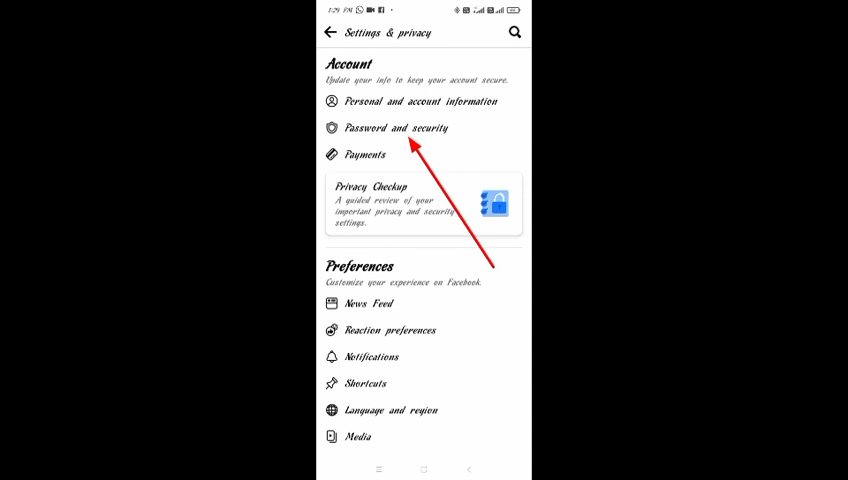 1:29 PM
Settings & privacy
Account
Update your info to keep your account secure.
Personal and account information
Password and security
Payments
Privacy Checkup
A guided review of your
important privacy and security
settings.
Preferences
Customize your experience on Facebook.
News Feed
Reaction preferences
Notifications
Shortcuts
Language and region
Media